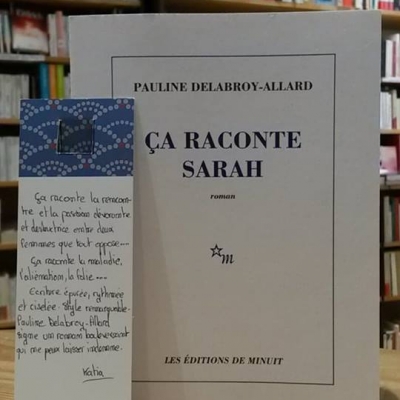 PAULINE DELABROY-ALLARD
ÇA RACONTE
SARAH
roman
m
LES ÉDITIONS DE MINUIT
Ça raconte la rencon-
tre et la passion dévorante
et destructrice entre deux
femmes que tout oppose...
Ça raconte la maladie,
l'aliénation, la folie...
Ecriture épurée, rythmée
et ciselée. Style remarquable.
Pauline Delabroy-Allard
signe un roman bouleversant
qui ne peut laisser indemne.
Katia